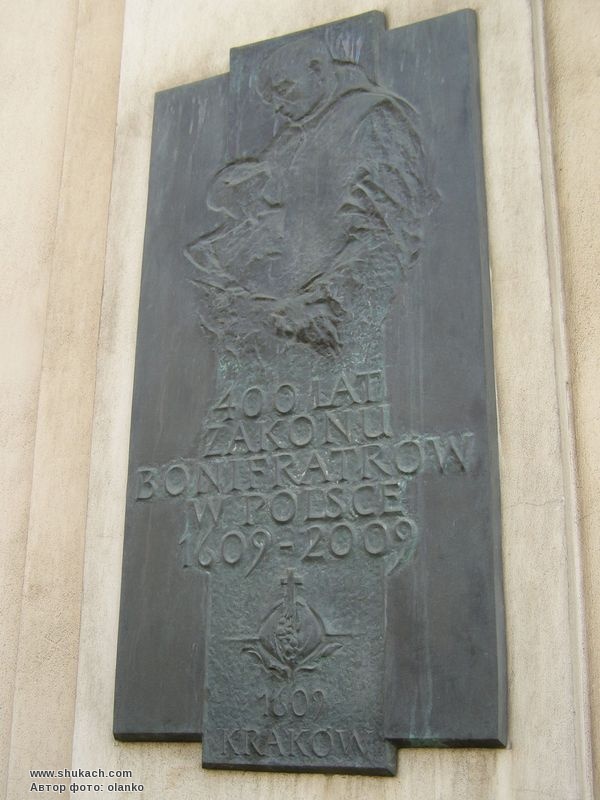 400 LAT
ZAKONU
BONIFRATRÓW
W POLSCE
1609-2009
1609
KRAKÓW
www.shukach.com
Автор фото: olanko